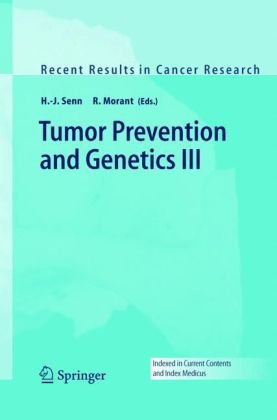 Recent Results in Cancer Research
H.-J. Senn R. Morant (Eds.)
Tumor Prevention
and Genetics III
Springer
Indexed in Current Contents
and Index Medicus